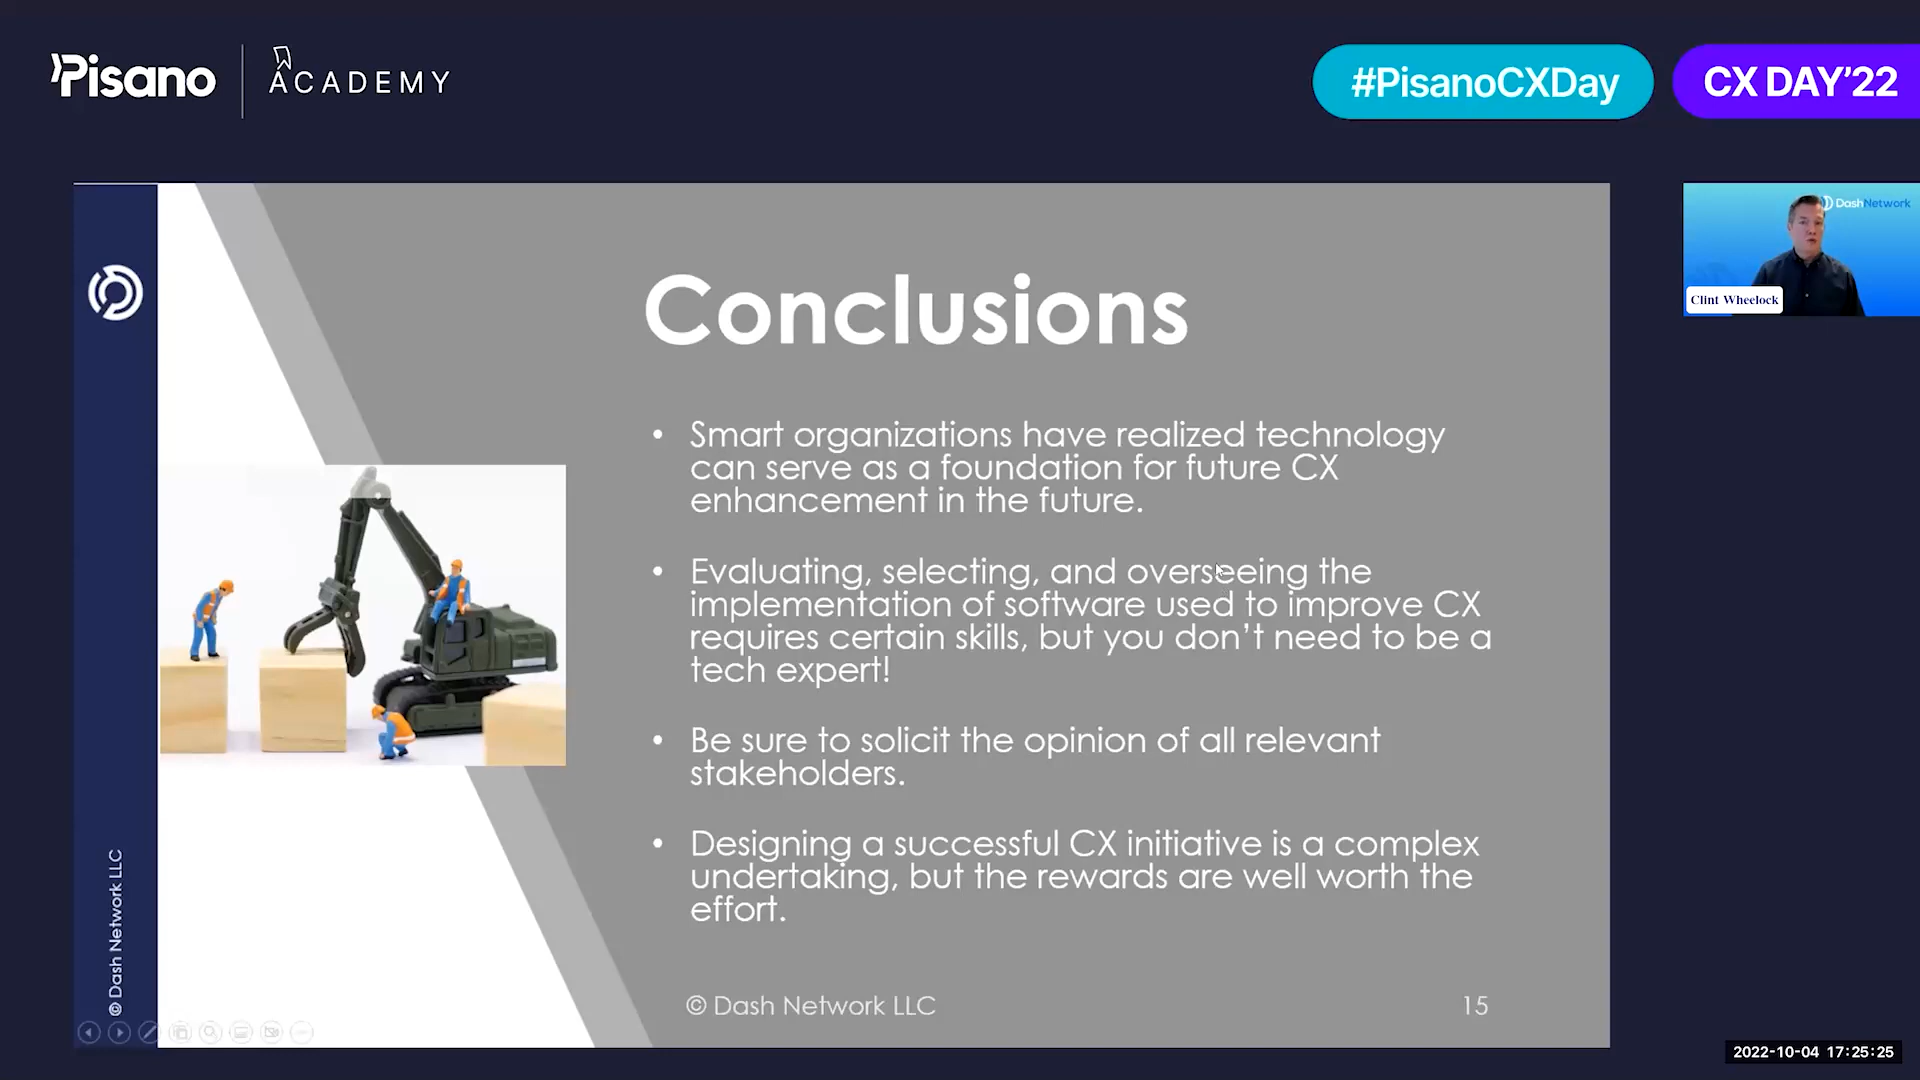 Pisano
ACADEMY
#PisanoCXDay
CX DAY'22
DashNetwork
Clint Wheelock
Conclusions
• Smart organizations have realized technology
can serve as a foundation for future CX
enhancement in the future.
• Evaluating, selecting, and overseeing the
implementation of software used to improve CX
requires certain skills, but you don't need to be a
tech expert!
• Be sure to solicit the opinion of all relevant
stakeholders.
• Designing a successful CX initiative is a complex
undertaking, but the rewards are well worth the
effort.
© Dash Network LLC
© Dash Network LLC
15
2022-10-04 17:25:25